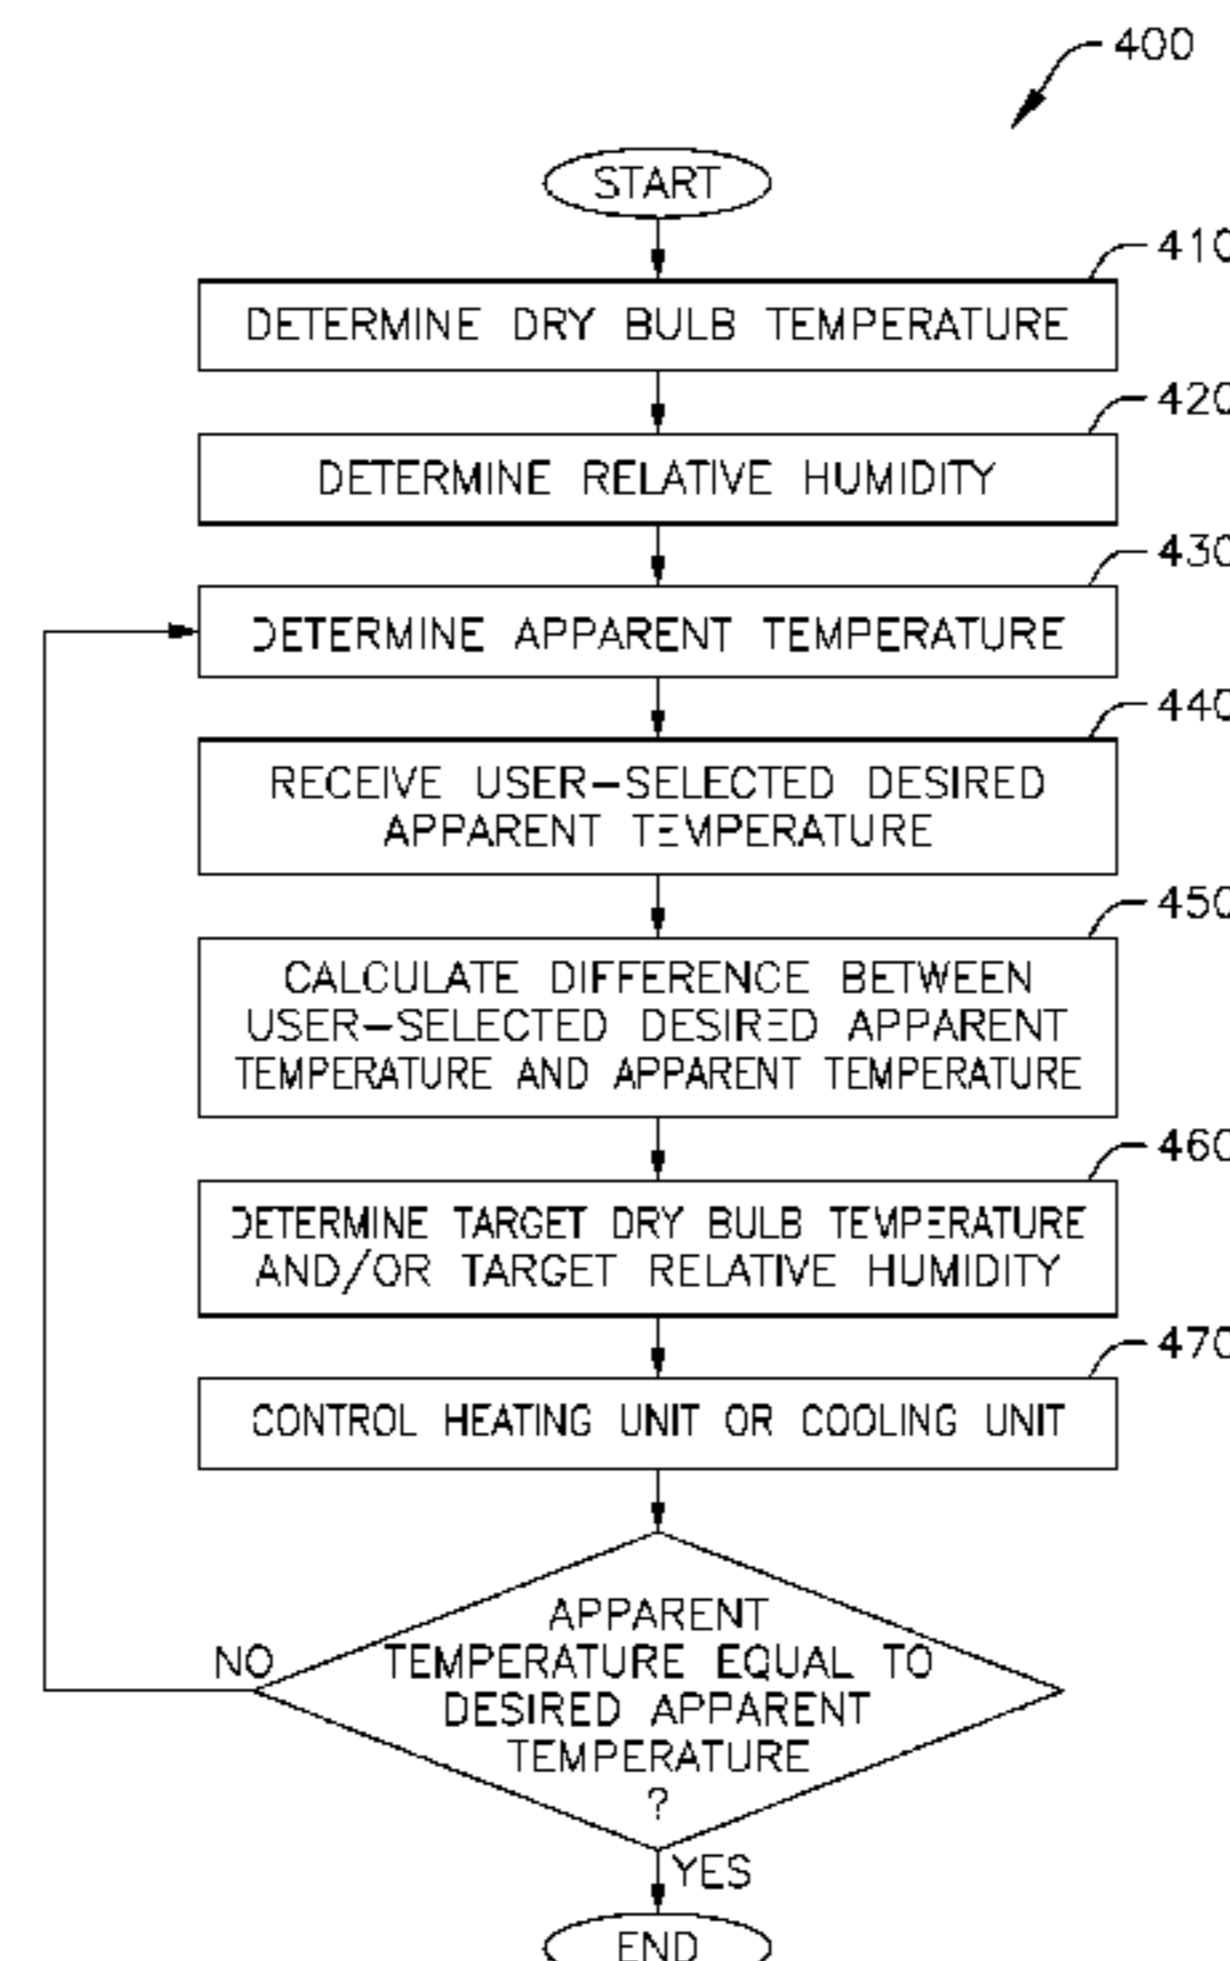 400
START
410
DETERMINE DRY BULB TEMPERATURE
420
DETERMINE RELATIVE HUMIDITY
430
DETERMINE APPARENT TEMPERATURE
440
RECEIVE USER-SELECTED DESIRED
APPARENT TEMPERATURE
450
CALCULATE DIFFERENCE BETWEEN
USER-SELECTED DESIRED APPARENT
TEMPERATURE AND APPARENT TEMPERATURE
460
DETERMINE TARGET DRY BULB TEMPERATURE
AND/OR TARGET RELATIVE HUMIDITY
470
CONTROL HEATING UNIT OR COOLING UNIT
NO
APPARENT
TEMPERATURE EQUAL TO
DESIRED APPARENT
TEMPERATURE
?
YES
END